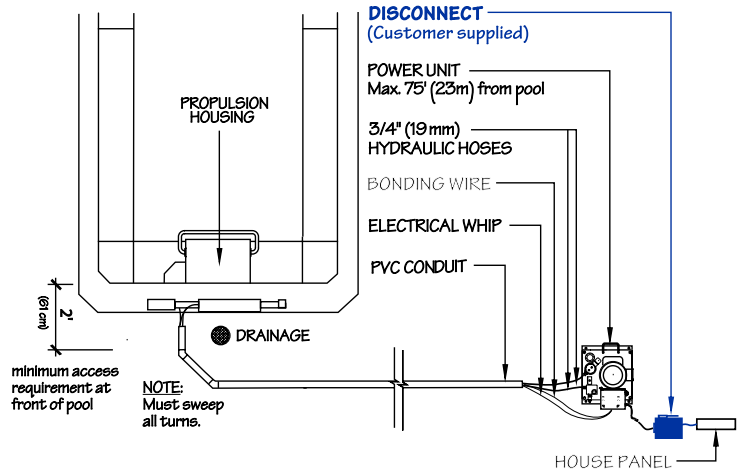 DISCONNECT
(Customer supplied)
POWER UNIT
Max. 75' (23m) from pool
PROPULSION
HOUSING
3/4" (19mm)
HYDRAULIC HOSES
BONDING WIRE
ELECTRICAL WHIP
PVC CONDUIT
2'
(61 cm)
DRAINAGE
minimum access
requirement at
front of pool
NOTE:
Must sweep
all turns.
HOUSE PANEL